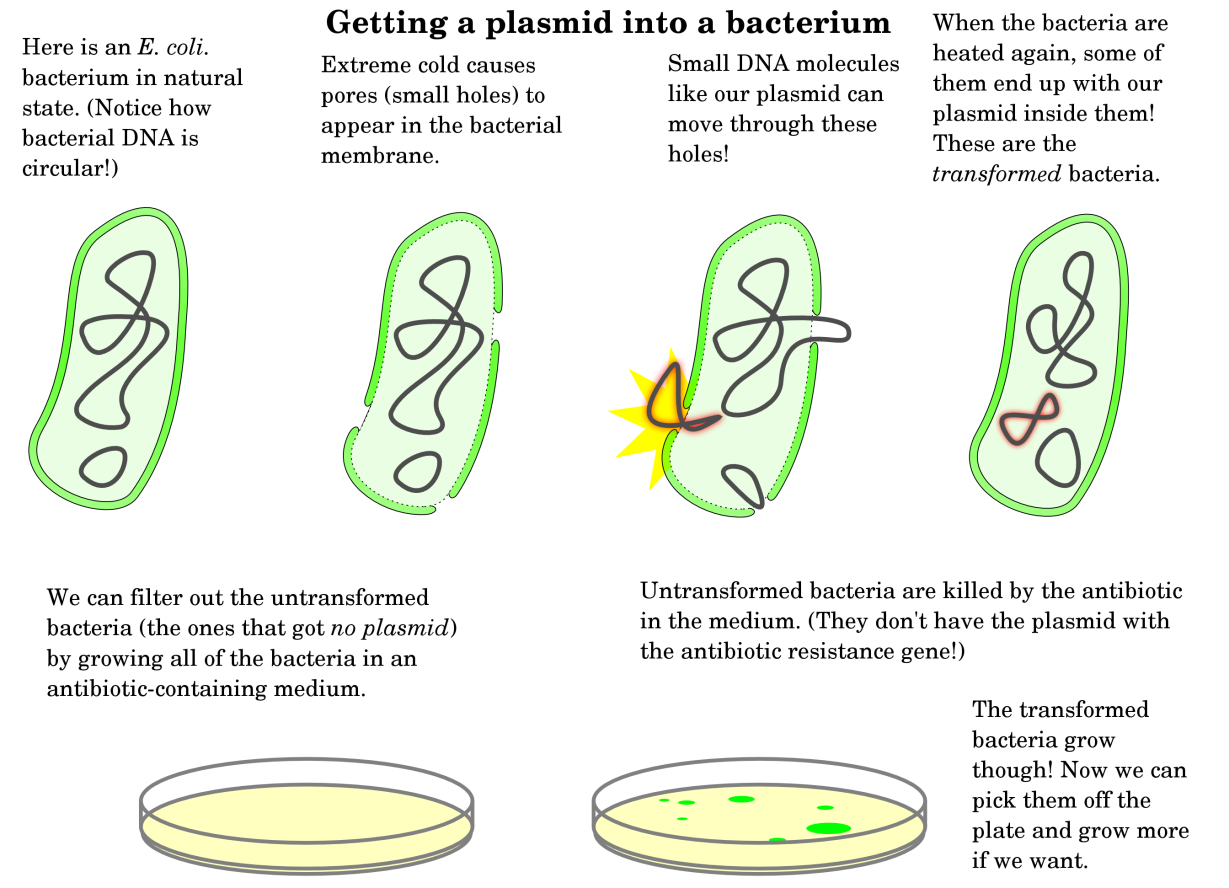 Getting a plasmid into a bacterium
Here is an E. coli.
bacterium in natural
state. (Notice how
bacterial DNA is
circular!)
Extreme cold causes
pores (small holes) to
appear in the bacterial
membrane.
Small DNA molecules
like our plasmid can
move through these
holes!
When the bacteria are
heated again, some of
them end up with our
plasmid inside them!
These are the
transformed bacteria.
We can filter out the untransformed
bacteria (the ones that got no plasmid)
by growing all of the bacteria in an
antibiotic-containing medium.
Untransformed bacteria are killed by the antibiotic
in the medium. (They don't have the plasmid with
the antibiotic resistance gene!)
The transformed
bacteria grow
though! Now we can
pick them off the
plate and grow more
if we want.